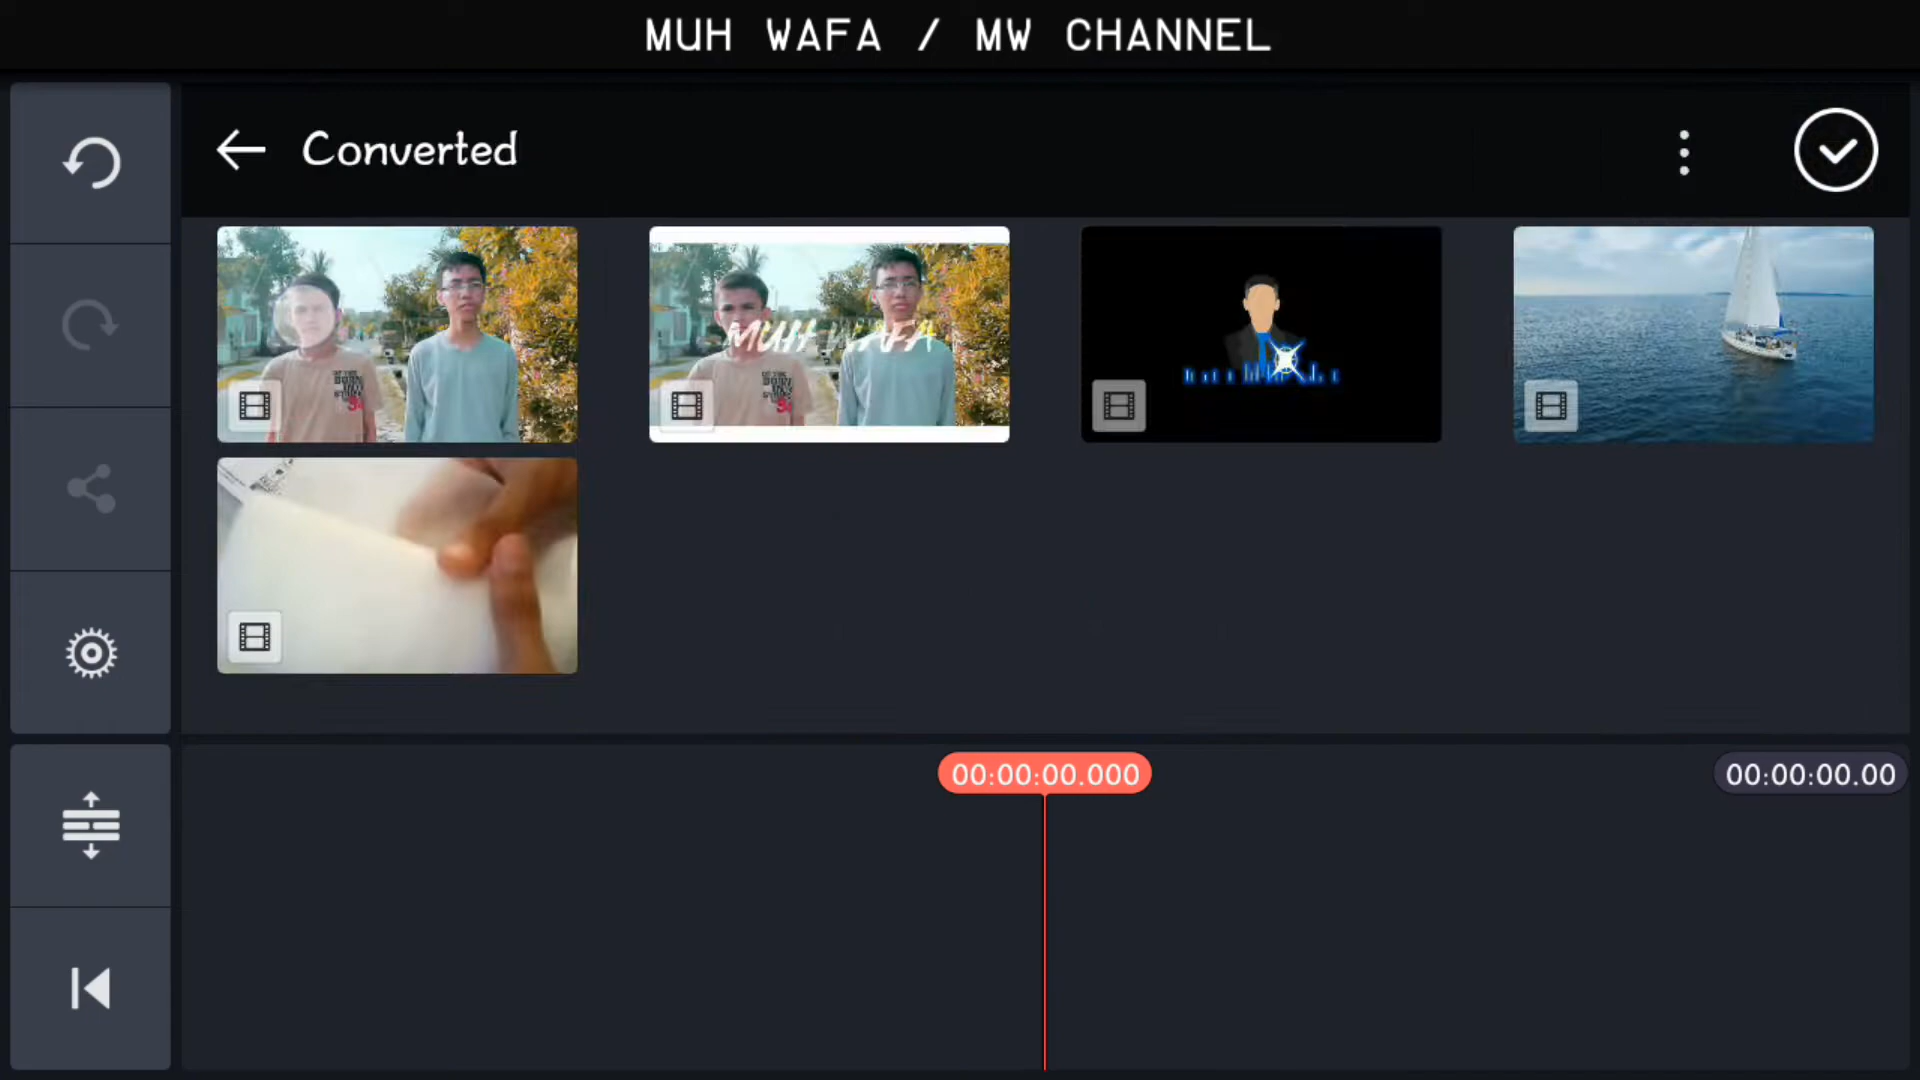 MUH WAFA / MW CHANNEL
Converted
MUH WAFA
00:00:00.000
00:00:00.00